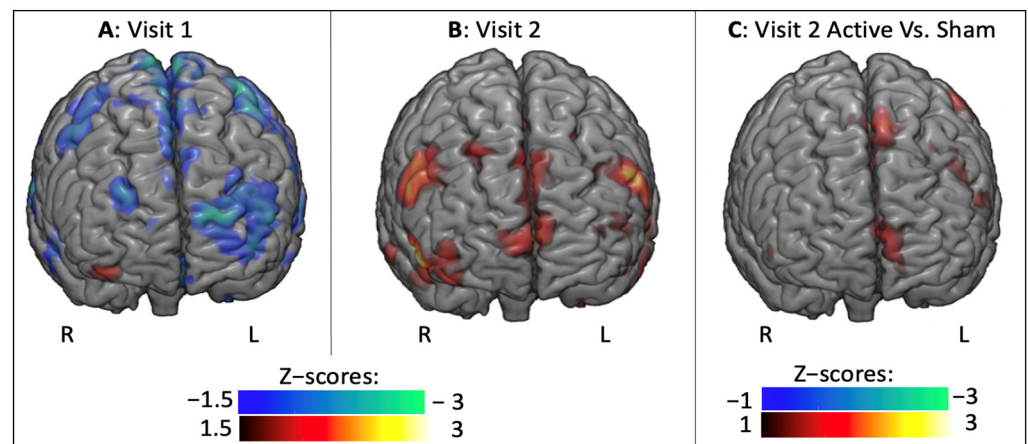 A: Visit 1
B: Visit 2
C: Visit 2 Active Vs. Sham
R L
R L
R L
Z−scores:
−1.5 − 3
1.5 3
Z−scores:
−1 −3
1 3